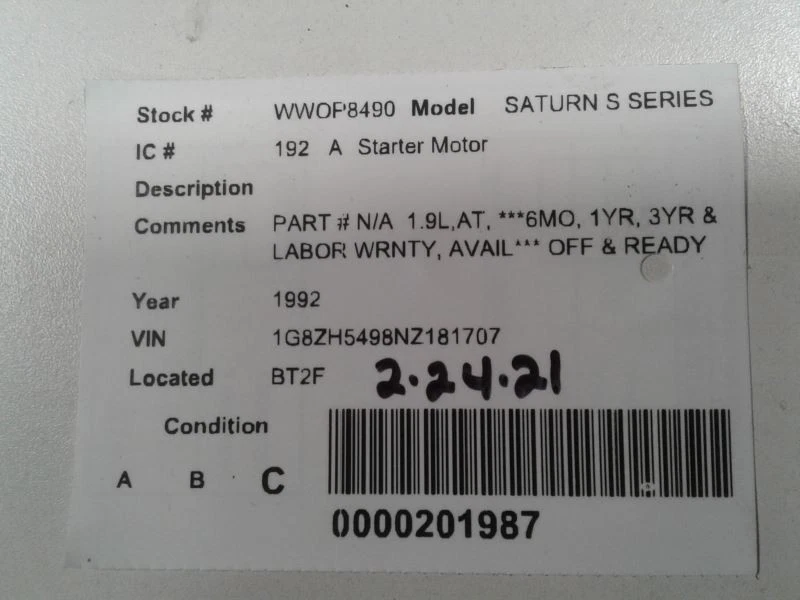 Stock # WWOP8490 Model SATURN S SERIES
IC # 192 A Starter Motor
Description
Comments PART # N/A 1.9L,AT, ***6MO, 1YR, 3YR &
LABOR WRNTY, AVAIL*** OFF & READY
Year 1992
VIN 1G8ZH5498NZ181707
Located BT2F 2.24.21
Condition
A B C
0000201987